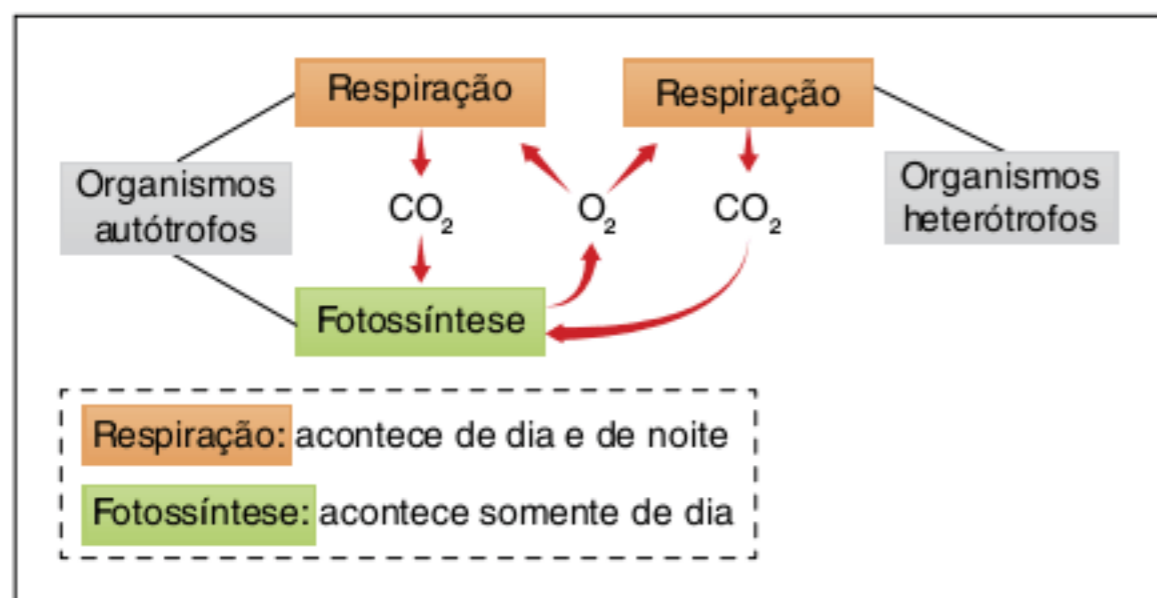 Respiração
Respiração
Organismos
autótrofos
Organismos
heterótrofos
CO₂
O₂
CO₂
Fotossíntese
Respiração: acontece de dia e de noite
Fotossíntese: acontece somente de dia